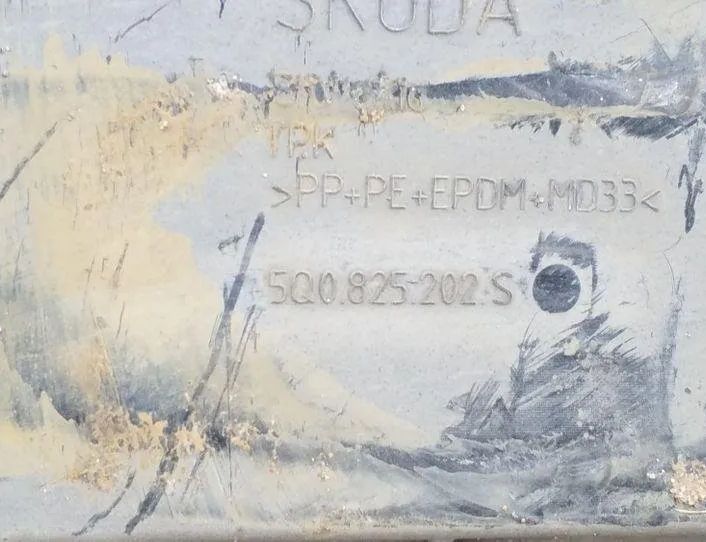 SKODA
TPK
>PP+PE+EPDM+MD33<
5Q0.825.202.S